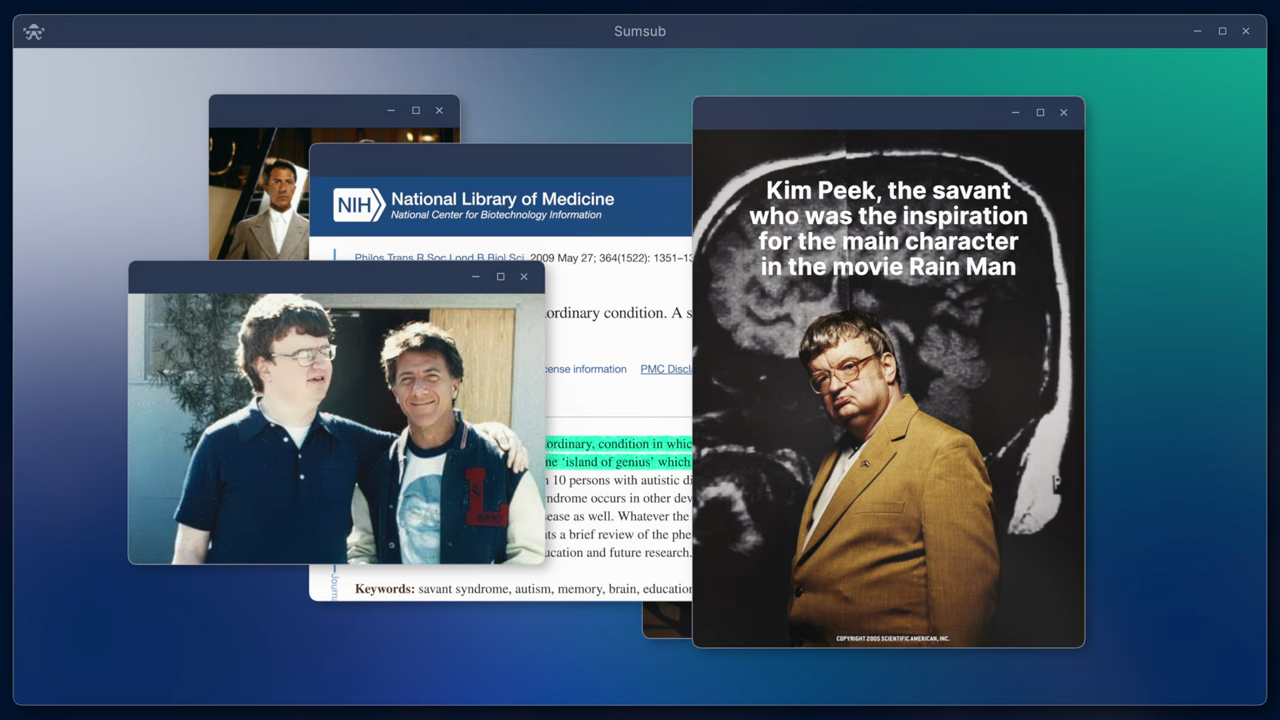 Sumsub
NIH
National Library of Medicine
National Center for Biotechnology Information
Philos Trans R Soc Lond B Biol Sci. 2009 May 27; 364(1522): 1351–13
ordinary condition. A s
cense information PMC Discl
ordinary, condition in whic
ne ‘island of genius’ which
10 persons with autistic di
ndrome occurs in other dev
ease as well. Whatever the
nts a brief review of the phe
ucation and future research.
Keywords: savant syndrome, autism, memory, brain, education
Journ
L
Kim Peek, the savant
who was the inspiration
for the main character
in the movie Rain Man
COPYRIGHT 2005 SCIENTIFIC AMERICAN, INC.